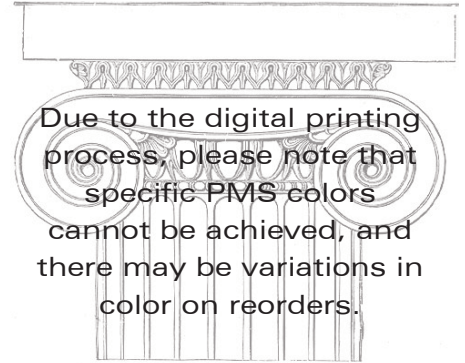 Due to the digital printing
process, please note that
specific PMS colors
cannot be achieved, and
there may be variations in
color on reorders.